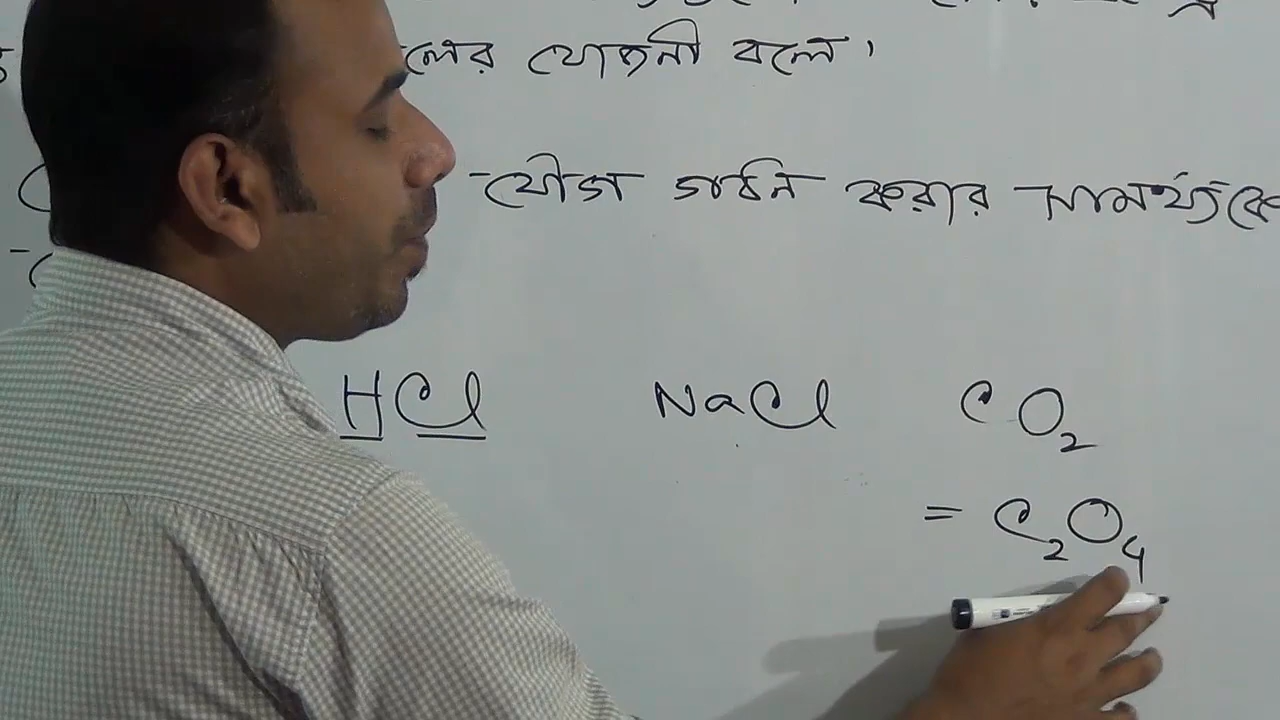 লের যোজনী বলে।
যৌগ গঠন করার সামর্থ্যকে
HCl NaCl CO₂
= C₂O₄